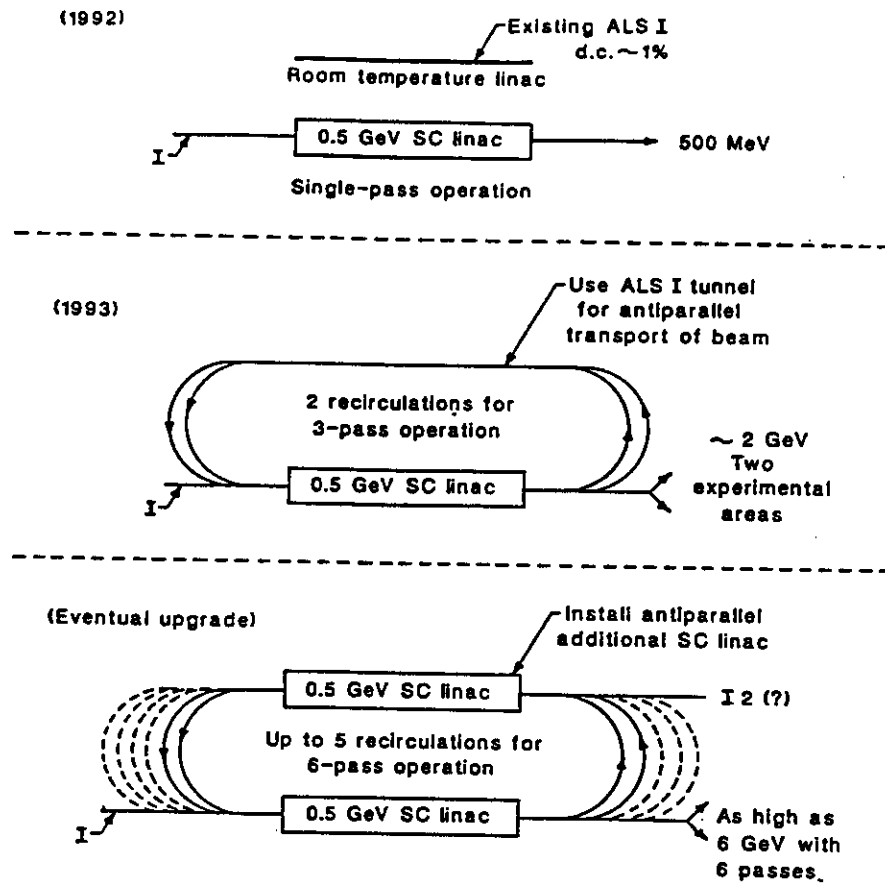 (1992)
Existing ALS I
d.c. ~ 1%
Room temperature linac
0.5 GeV SC linac
500 MeV
I
Single-pass operation
(1993)
Use ALS I tunnel
for antiparallel
transport of beam
2 recirculations for
3-pass operation
~ 2 GeV
Two
experimental
areas
0.5 GeV SC linac
I
(Eventual upgrade)
Install antiparallel
additional SC linac
0.5 GeV SC linac
I 2 (?)
Up to 5 recirculations for
6-pass operation
0.5 GeV SC linac
I
As high as
6 GeV with
6 passes.